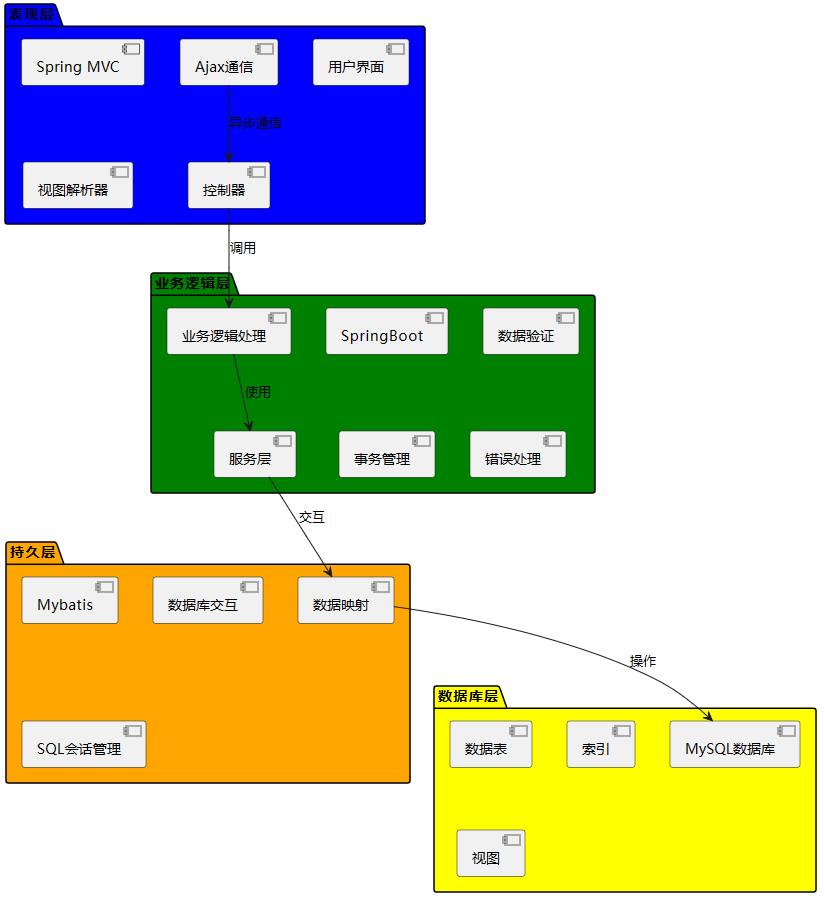 表现层
Spring MVC
Ajax通信
用户界面
异步通信
视图解析器
控制器
调用
业务逻辑层
业务逻辑处理
SpringBoot
数据验证
使用
服务层
事务管理
错误处理
交互
持久层
Mybatis
数据库交互
数据映射
操作
数据库层
SQL会话管理
数据表
索引
MySQL数据库
视图